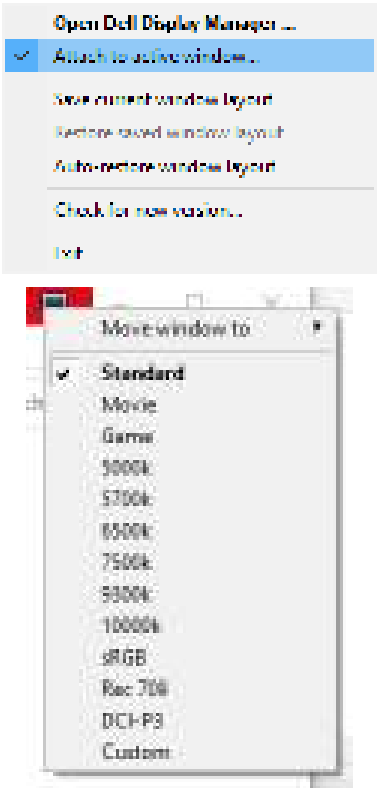 Open Dell Display Manager ...
Attach to active window...
Save current window layout
Restore saved window layout
Auto-restore window layout
Check for new version...
Exit
Move window to
Standard
Movie
Game
5000k
5700k
6500k
7500k
9300k
10000k
sRGB
Rec 709
DCI-P3
Custom